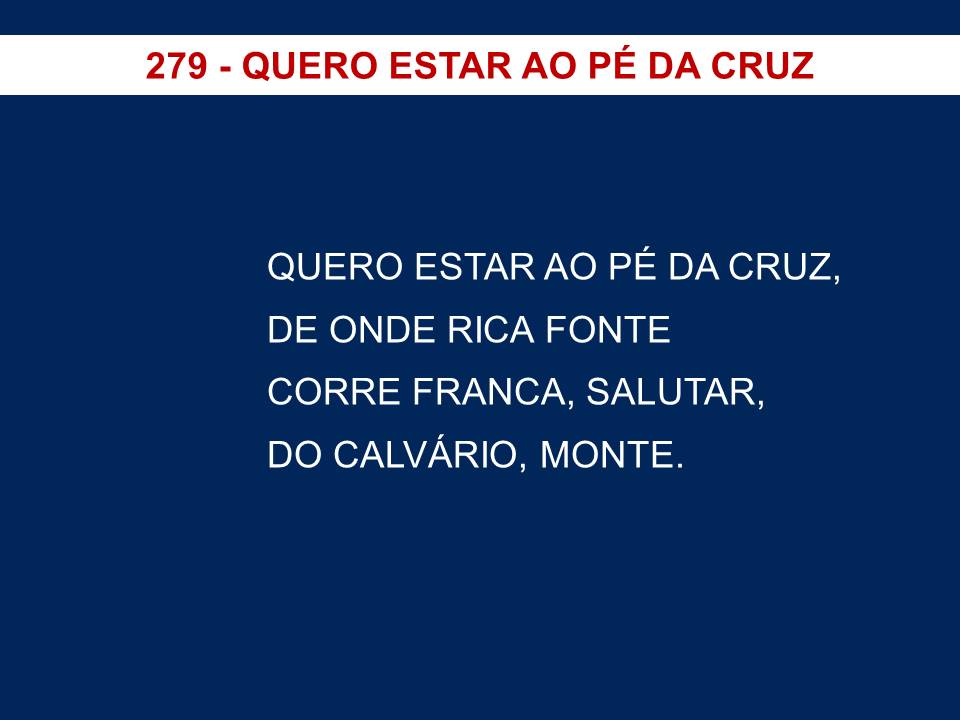 279 - QUERO ESTAR AO PÉ DA CRUZ
QUERO ESTAR AO PÉ DA CRUZ,
DE ONDE RICA FONTE
CORRE FRANCA, SALUTAR,
DO CALVÁRIO, MONTE.